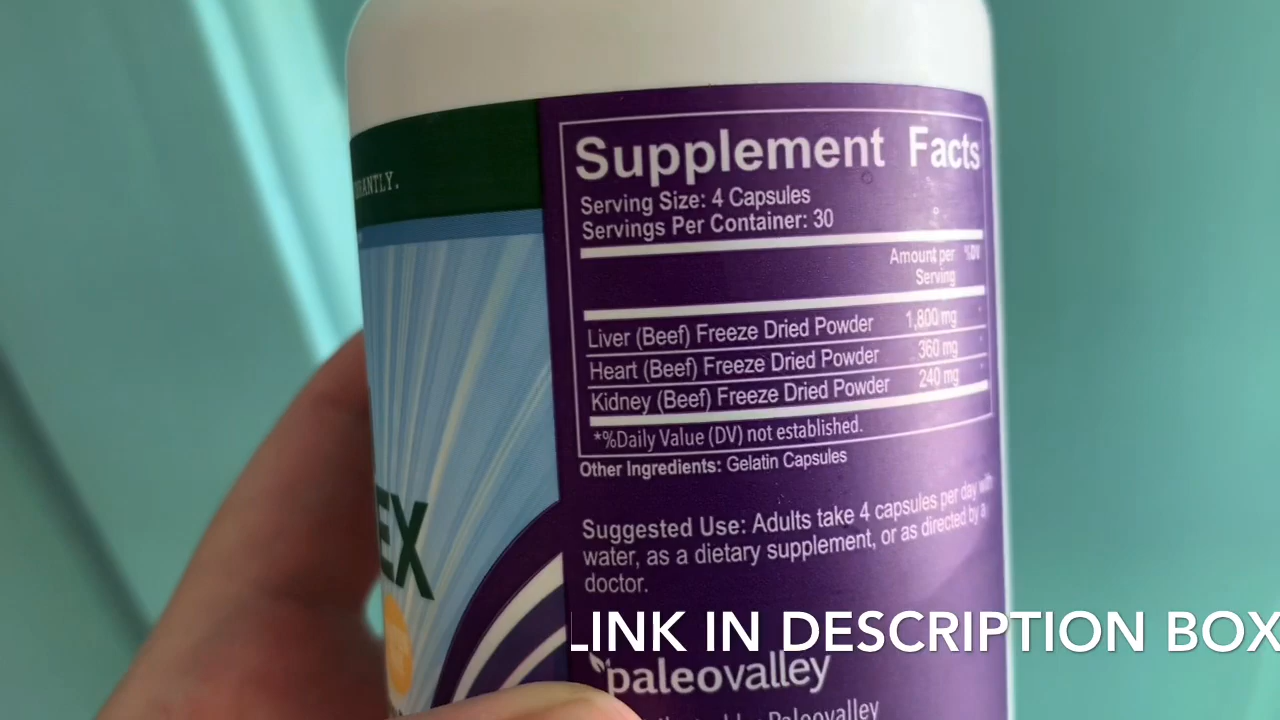 Supplement Facts
Serving Size: 4 Capsules
Servings Per Container: 30
Amount per %DV
Serving
Liver (Beef) Freeze Dried Powder 1,800 mg
Heart (Beef) Freeze Dried Powder 360 mg
Kidney (Beef) Freeze Dried Powder 240 mg
*%Daily Value (DV) not established.
Other Ingredients: Gelatin Capsules
Suggested Use: Adults take 4 capsules per day with
water, as a dietary supplement, or as directed by a
doctor.
LINK IN DESCRIPTION BOX
paleovalley
by Paleovalley
EX